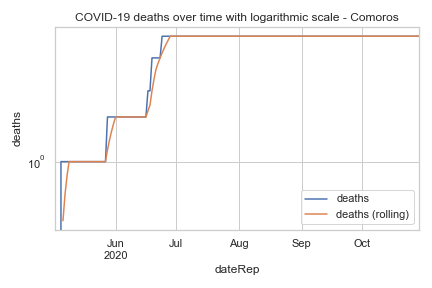 COVID-19 deaths over time with logarithmic scale - Comoros
deaths
10⁰
deaths
deaths (rolling)
Jun Jul Aug Sep Oct
2020
dateRep